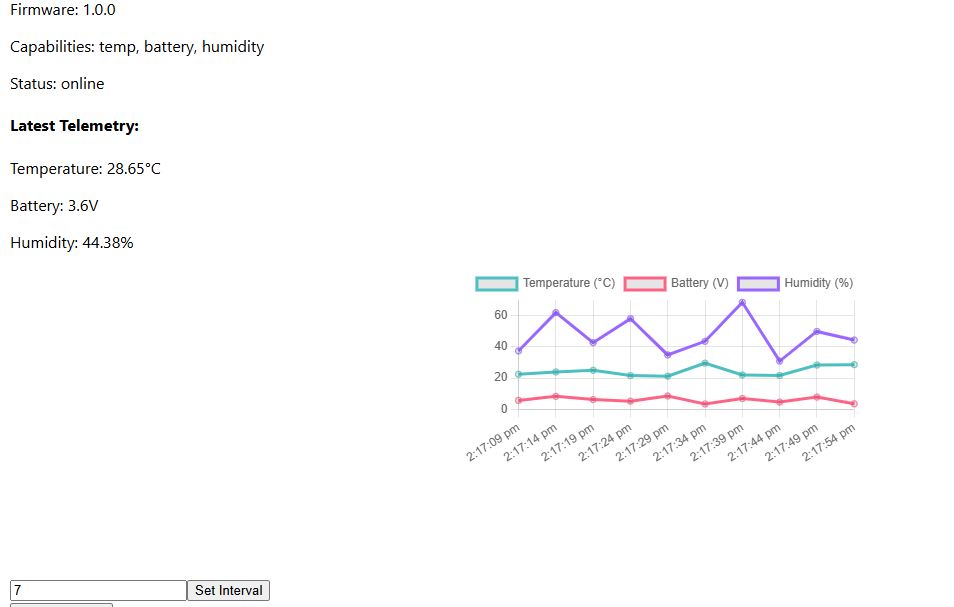 Firmware: 1.0.0
Capabilities: temp, battery, humidity
Status: online
Latest Telemetry:
Temperature: 28.65°C
Battery: 3.6V
Humidity: 44.38%
Temperature (°C) Battery (V) Humidity (%)
60
40
20
0
2:17:09 pm 2:17:14 pm 2:17:19 pm 2:17:24 pm 2:17:29 pm 2:17:34 pm 2:17:39 pm 2:17:44 pm 2:17:49 pm 2:17:54 pm
7 Set Interval